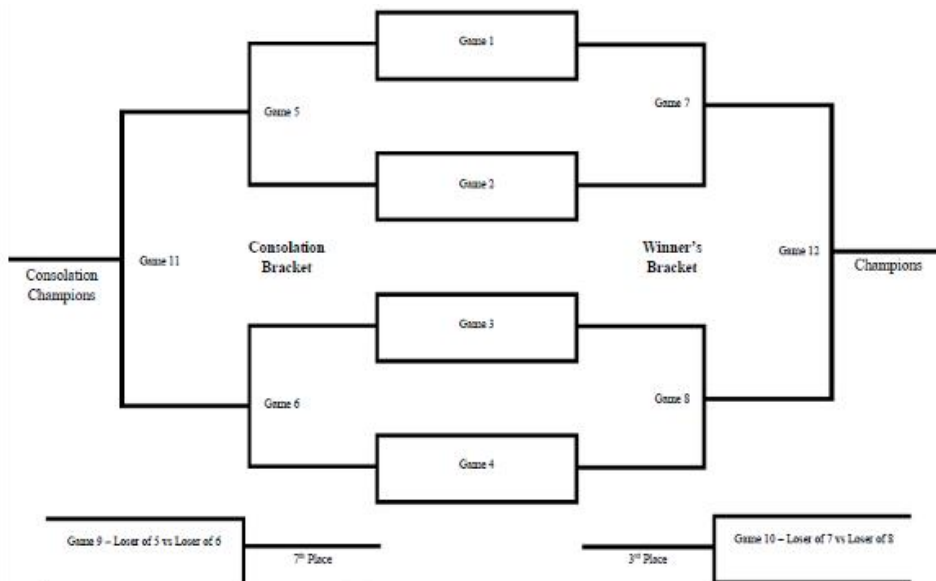 Game 1
Game 5
Game 7
Game 2
Consolation
Bracket
Winner's
Bracket
Game 11
Game 12
Consolation
Champions
Champions
Game 3
Game 6
Game 8
Game 4
Game 9 – Loser of 5 vs Loser of 6
7th Place
Game 10 – Loser of 7 vs Loser of 8
3rd Place